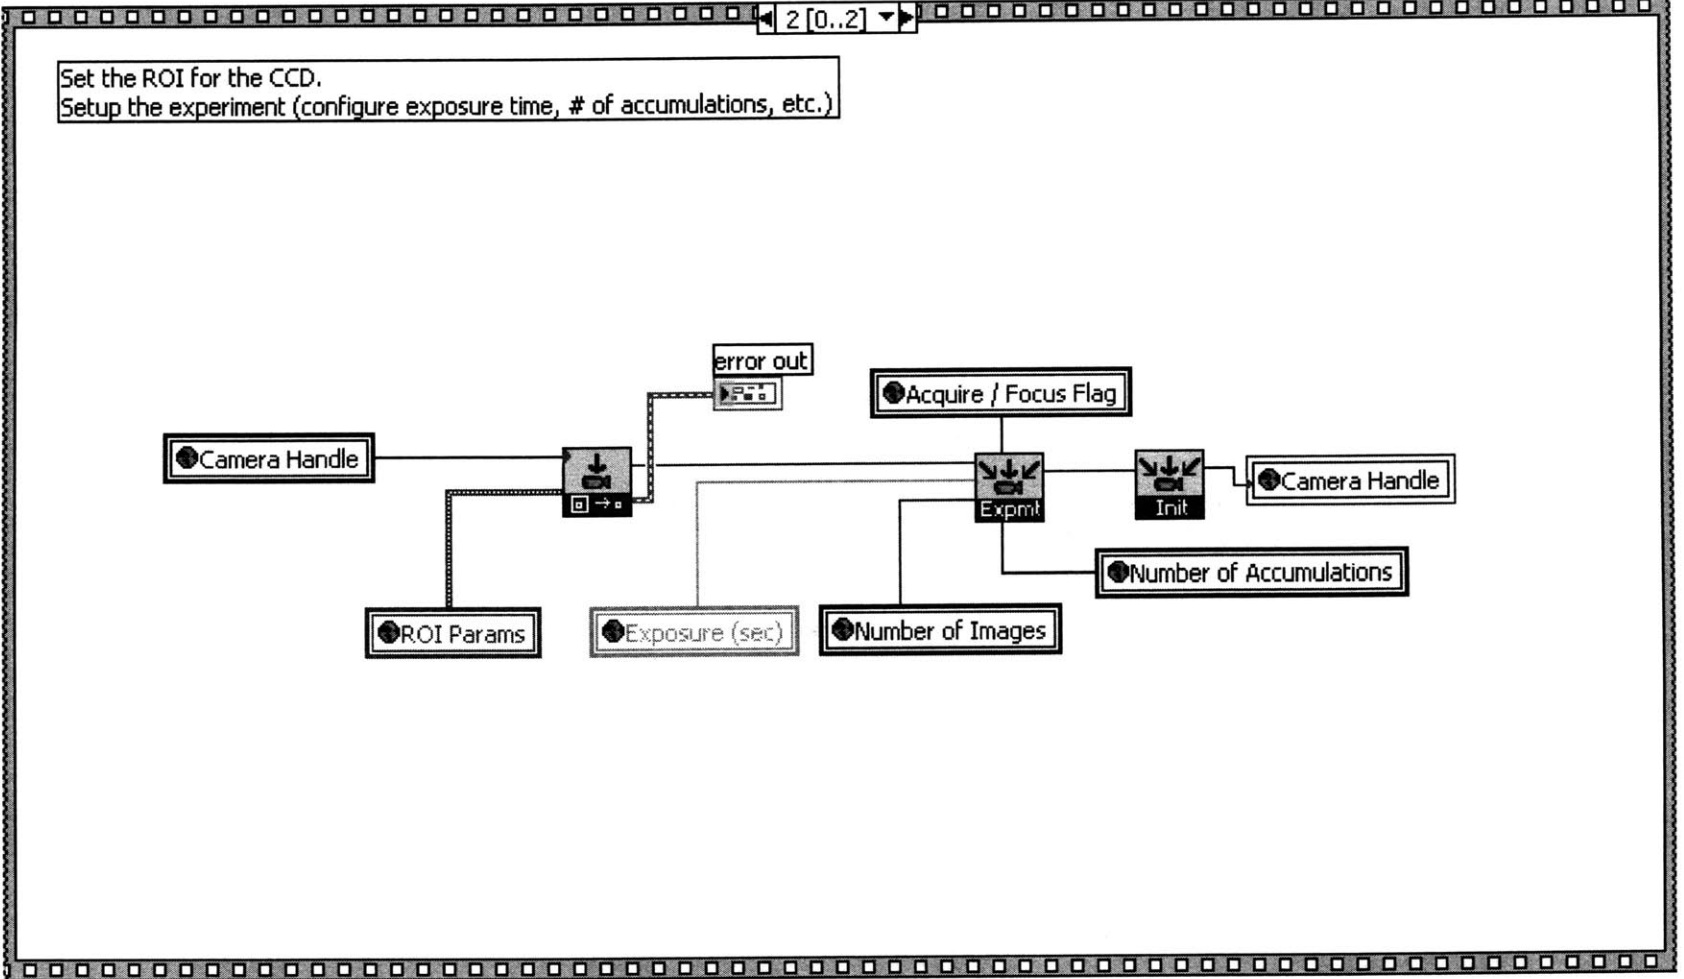 2 [0..2]
Set the ROI for the CCD.
Setup the experiment (configure exposure time, # of accumulations, etc.)
error out
Acquire / Focus Flag
Camera Handle
Camera Handle
Expmt
Init
Number of Accumulations
ROI Params
Exposure (sec)
Number of Images